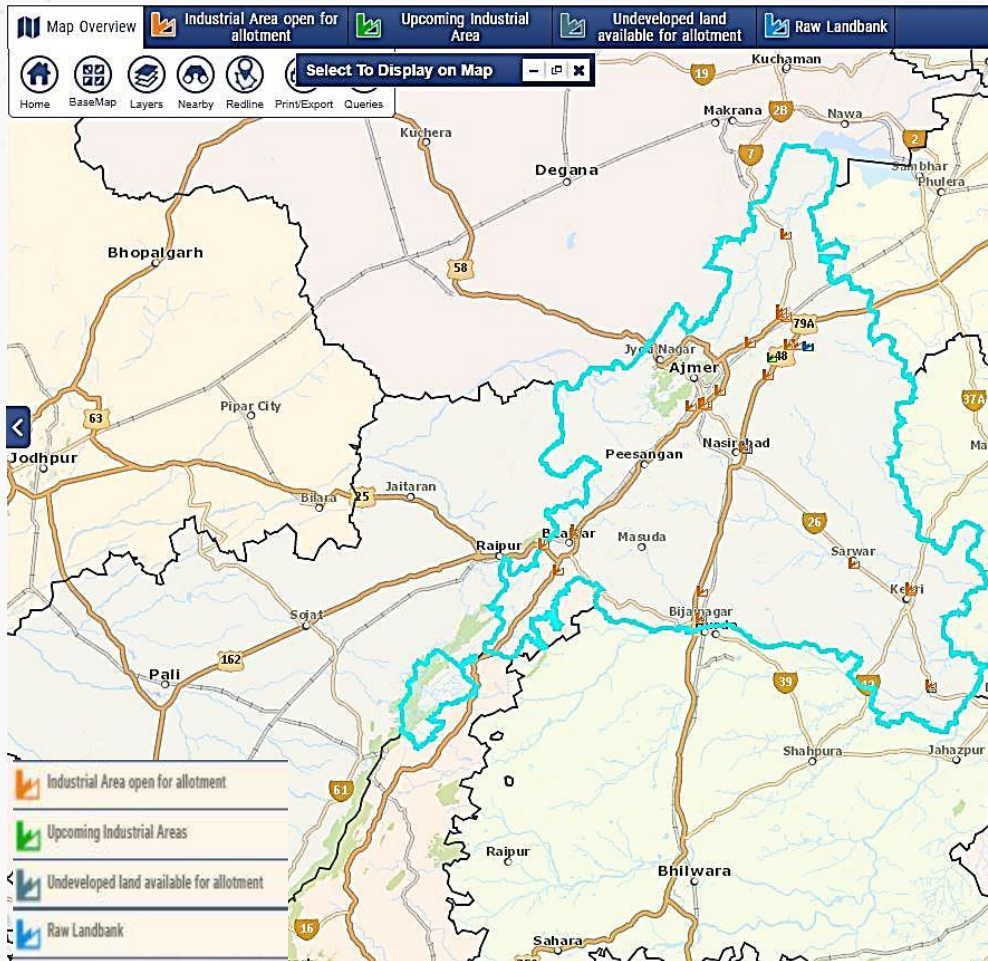 Map Overview
Industrial Area open for
allotment
Upcoming Industrial
Area
Undeveloped land
available for allotment
Raw Landbank
Home
BaseMap
Layers
Nearby
Redline
Print/Export
Queries
Select To Display on Map
19
Kuchaman
Makrana
2B
Nawa
Kuchera
2
7
Degana
Sambhar
Phulera
Bhopalgarh
58
79A
Jyoti Nagar
48
Ajmer
37A
Pipar City
63
Ma
Nasirabad
Jodhpur
Peesangan
Jaitaran
25
Bilara
26
Raipur
Beawar
Masuda
Sarwar
Kekri
Sojat
Bijainagar
162
Pali
39
12
Shahpura
Jahazpur
61
Industrial Area open for allotment
Upcoming Industrial Areas
Undeveloped land available for allotment
Raw Landbank
Raipur
Bhilwara
16
Sahara